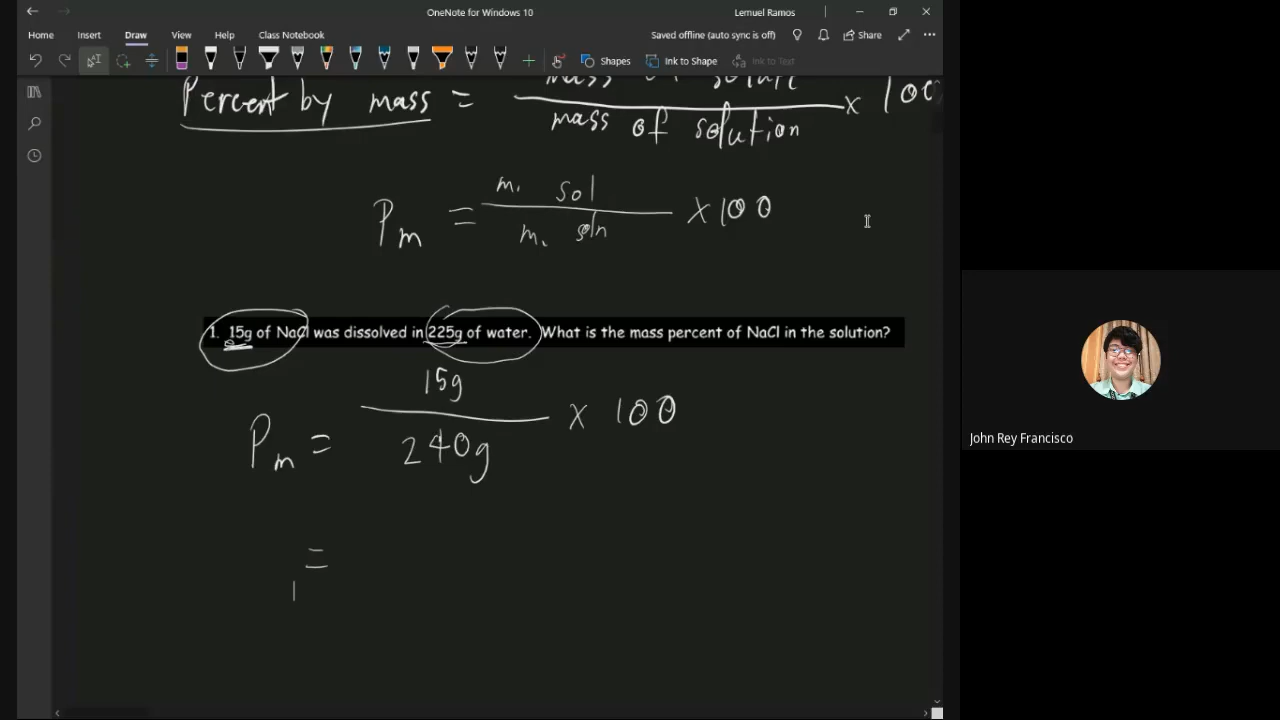 OneNote for Windows 10
Lemuel Ramos
Home Insert Draw View Help Class Notebook
Saved offline (auto sync is off) Share
Shapes Ink to Shape Ink to Text
mass of solute
Percent by mass = x 100
mass of solution
m. sol
Pm = x 100
m. soln
1. 15g of NaCl was dissolved in 225g of water. What is the mass percent of NaCl in the solution?
15g
Pm = x 100
240g
=
John Rey Francisco